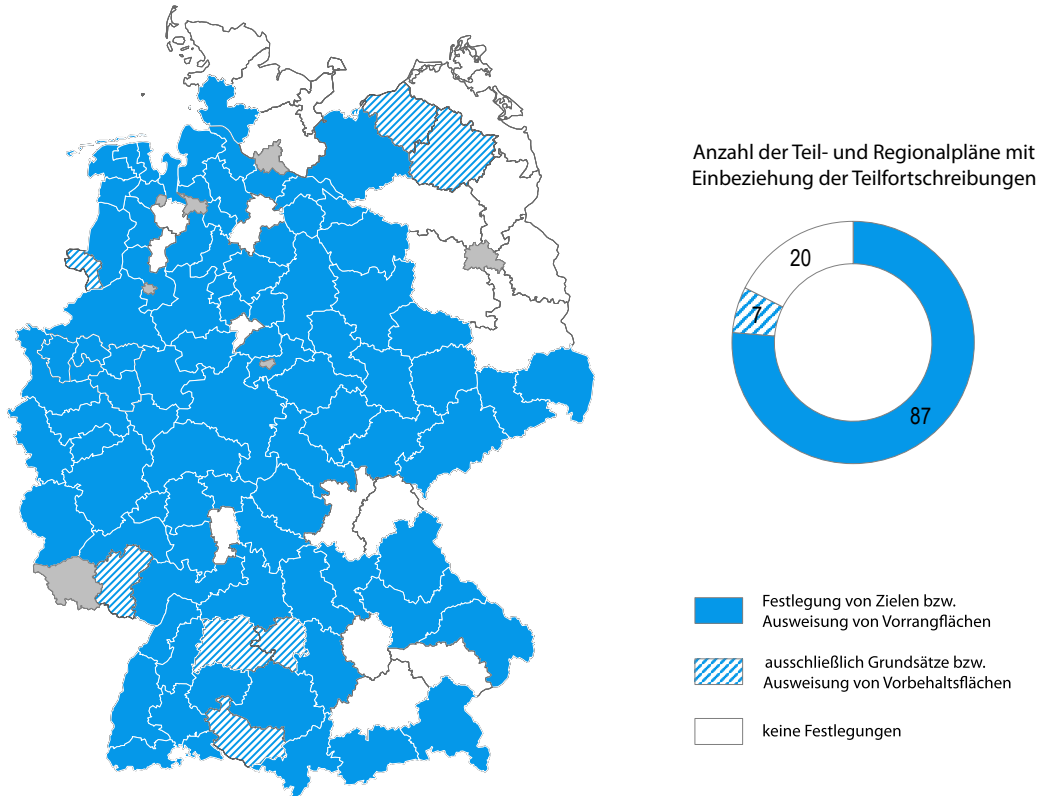 Anzahl der Teil- und Regionalpläne mit
Einbeziehung der Teilfortschreibungen
20
7
87
Festlegung von Zielen bzw.
Ausweisung von Vorrangflächen
ausschließlich Grundsätze bzw.
Ausweisung von Vorbehaltsflächen
keine Festlegungen